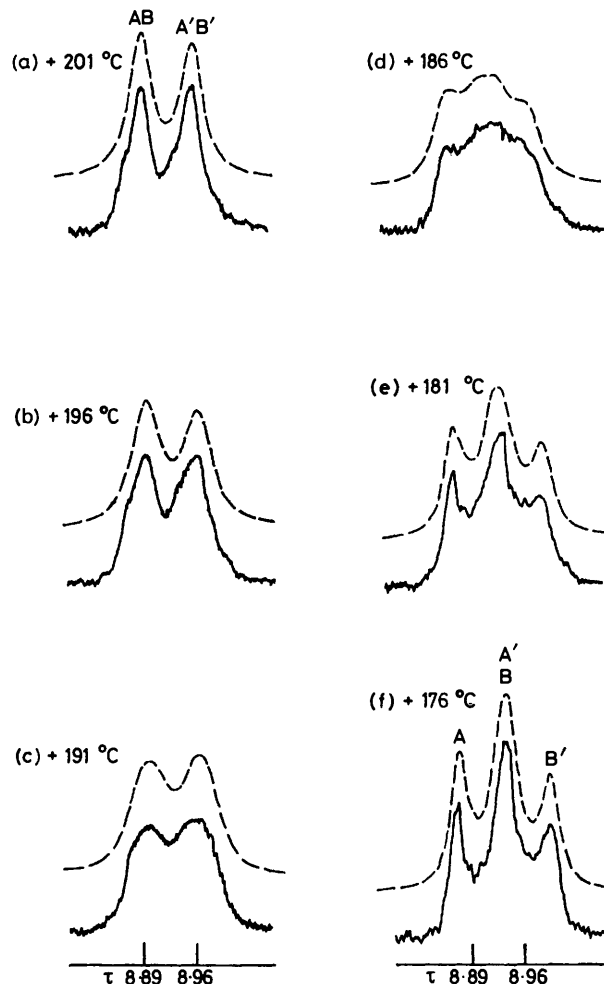 AB A′B′
(a) + 201 °C
(b) + 196 °C
(c) + 191 °C
τ 8·89 8·96
(d) + 186 °C
(e) + 181 °C
A′
B
(f) + 176 °C
A
B′
τ 8·89 8·96